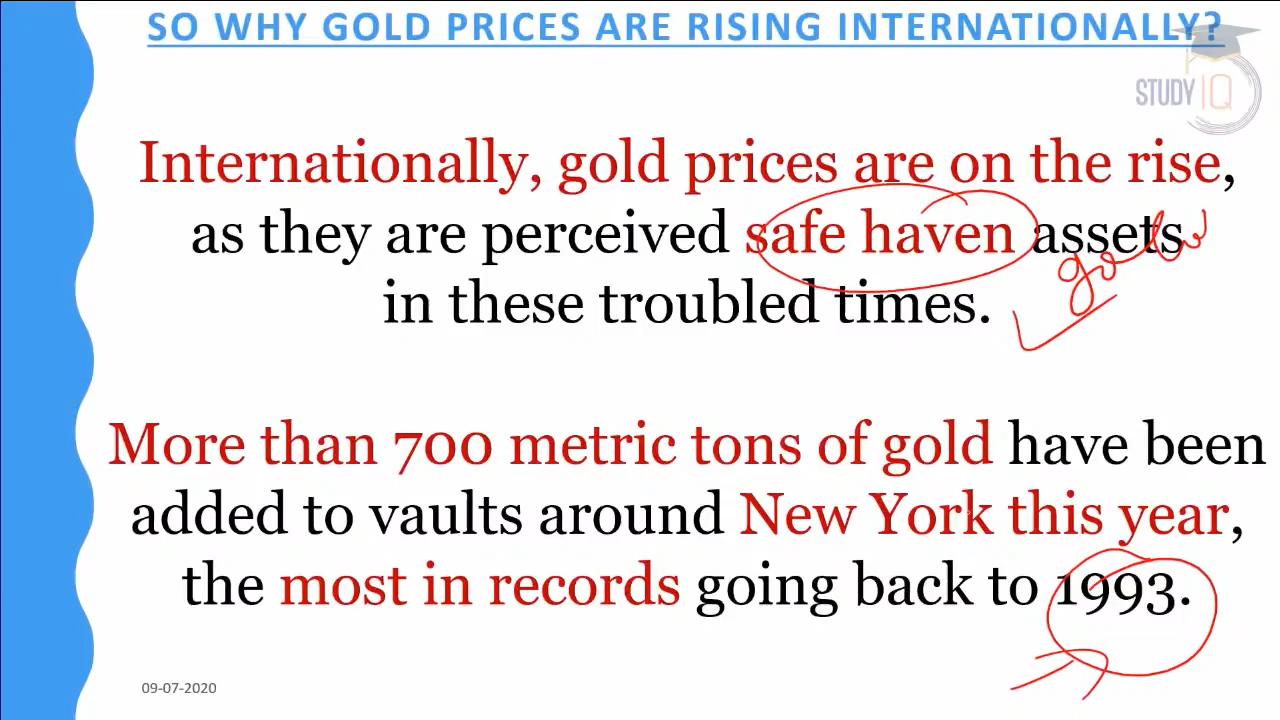 SO WHY GOLD PRICES ARE RISING INTERNATIONALLY?
STUDY IQ
Internationally, gold prices are on the rise,
as they are perceived safe haven assets
gold
in these troubled times.
More than 700 metric tons of gold have been
added to vaults around New York this year,
the most in records going back to 1993.
09-07-2020